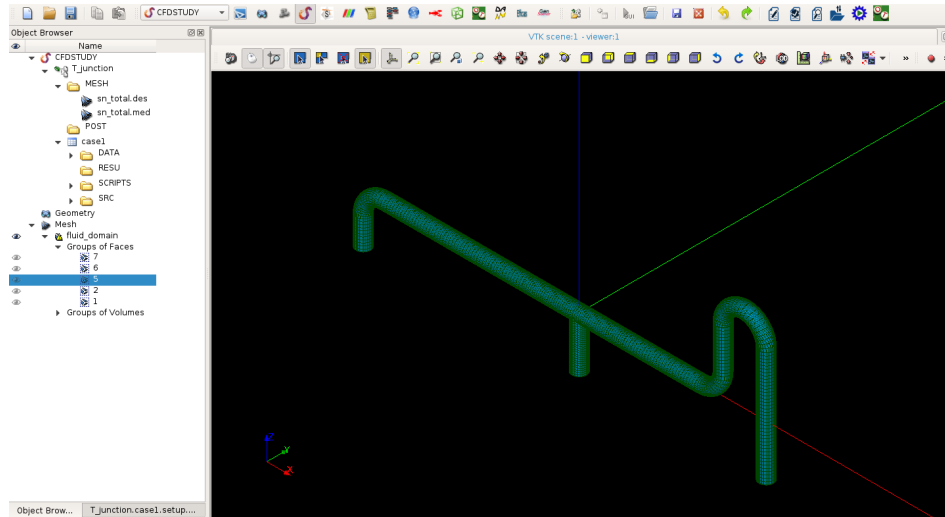 CFDSTUDY
Object Browser
VTK scene:1 - viewer:1
Name
CFDSTUDY
T_junction
MESH
sn_total.des
sn_total.med
POST
case1
DATA
RESU
SCRIPTS
SRC
Geometry
Mesh
fluid_domain
Groups of Faces
7
6
5
2
1
Groups of Volumes
Z
Y
X
Object Brow...
T_junction.case1.setup....